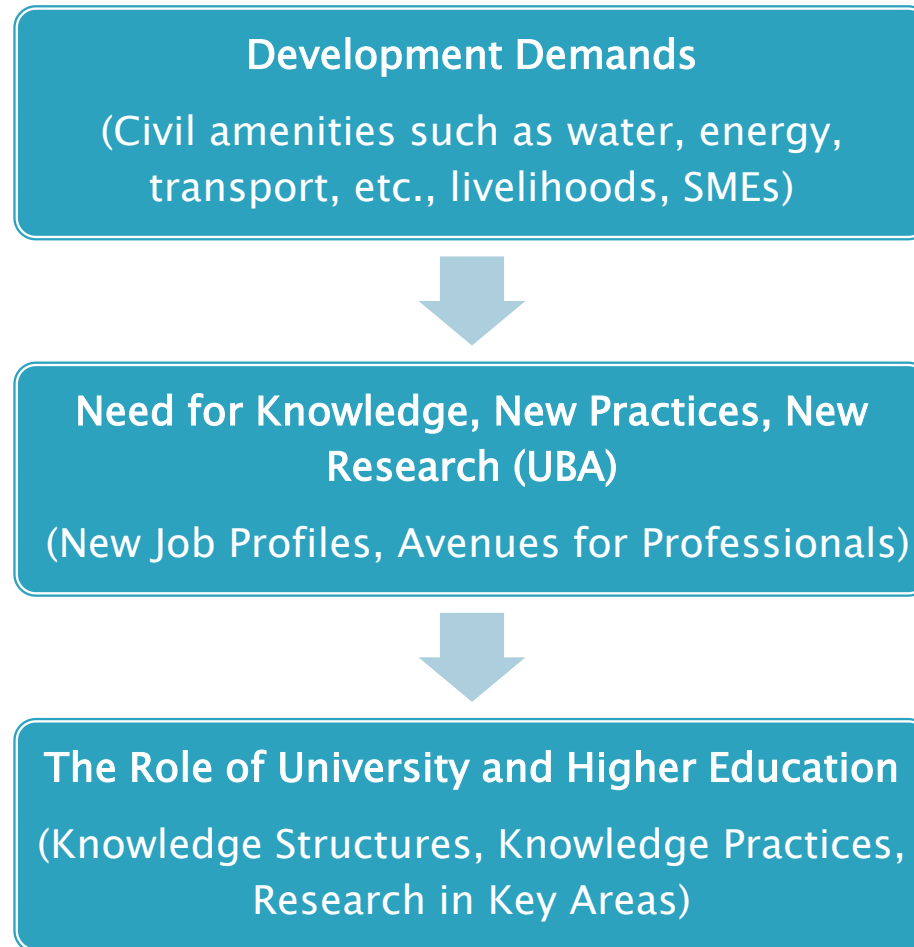 Development Demands
(Civil amenities such as water, energy,
transport, etc., livelihoods, SMEs)
Need for Knowledge, New Practices, New
Research (UBA)
(New Job Profiles, Avenues for Professionals)
The Role of University and Higher Education
(Knowledge Structures, Knowledge Practices,
Research in Key Areas)